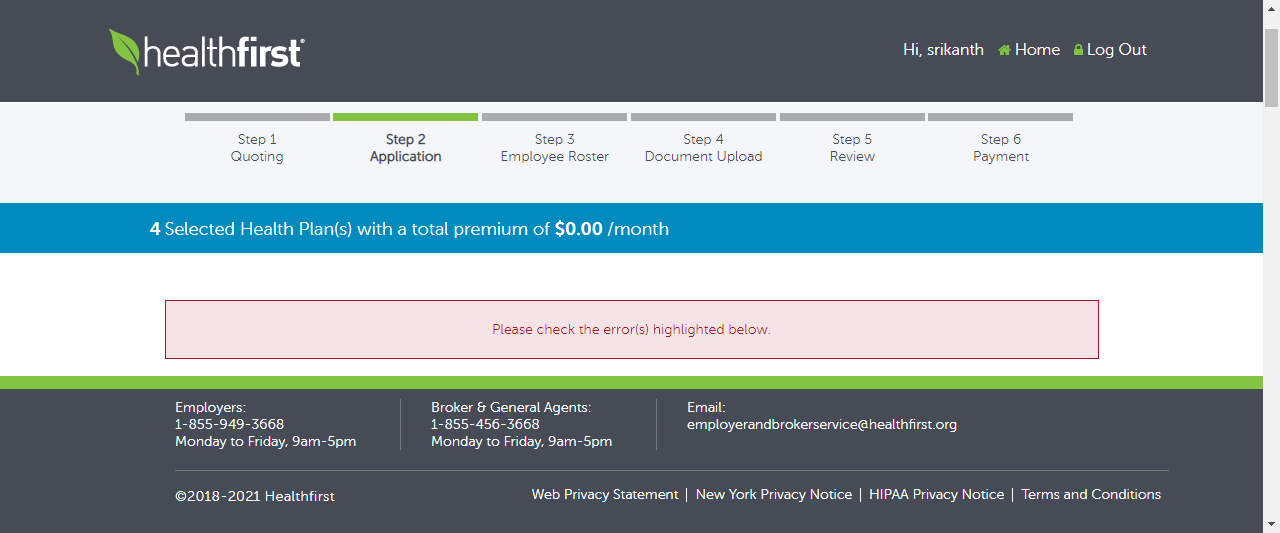 healthfirst®
Hi, srikanth Home Log Out
Step 1
Quoting
Step 2
Application
Step 3
Employee Roster
Step 4
Document Upload
Step 5
Review
Step 6
Payment
4 Selected Health Plan(s) with a total premium of $0.00 /month
Please check the error(s) highlighted below.
Employers:
1-855-949-3668
Monday to Friday, 9am-5pm
Broker & General Agents:
1-855-456-3668
Monday to Friday, 9am-5pm
Email:
employerandbrokerservice@healthfirst.org
©2018-2021 Healthfirst
Web Privacy Statement | New York Privacy Notice | HIPAA Privacy Notice | Terms and Conditions